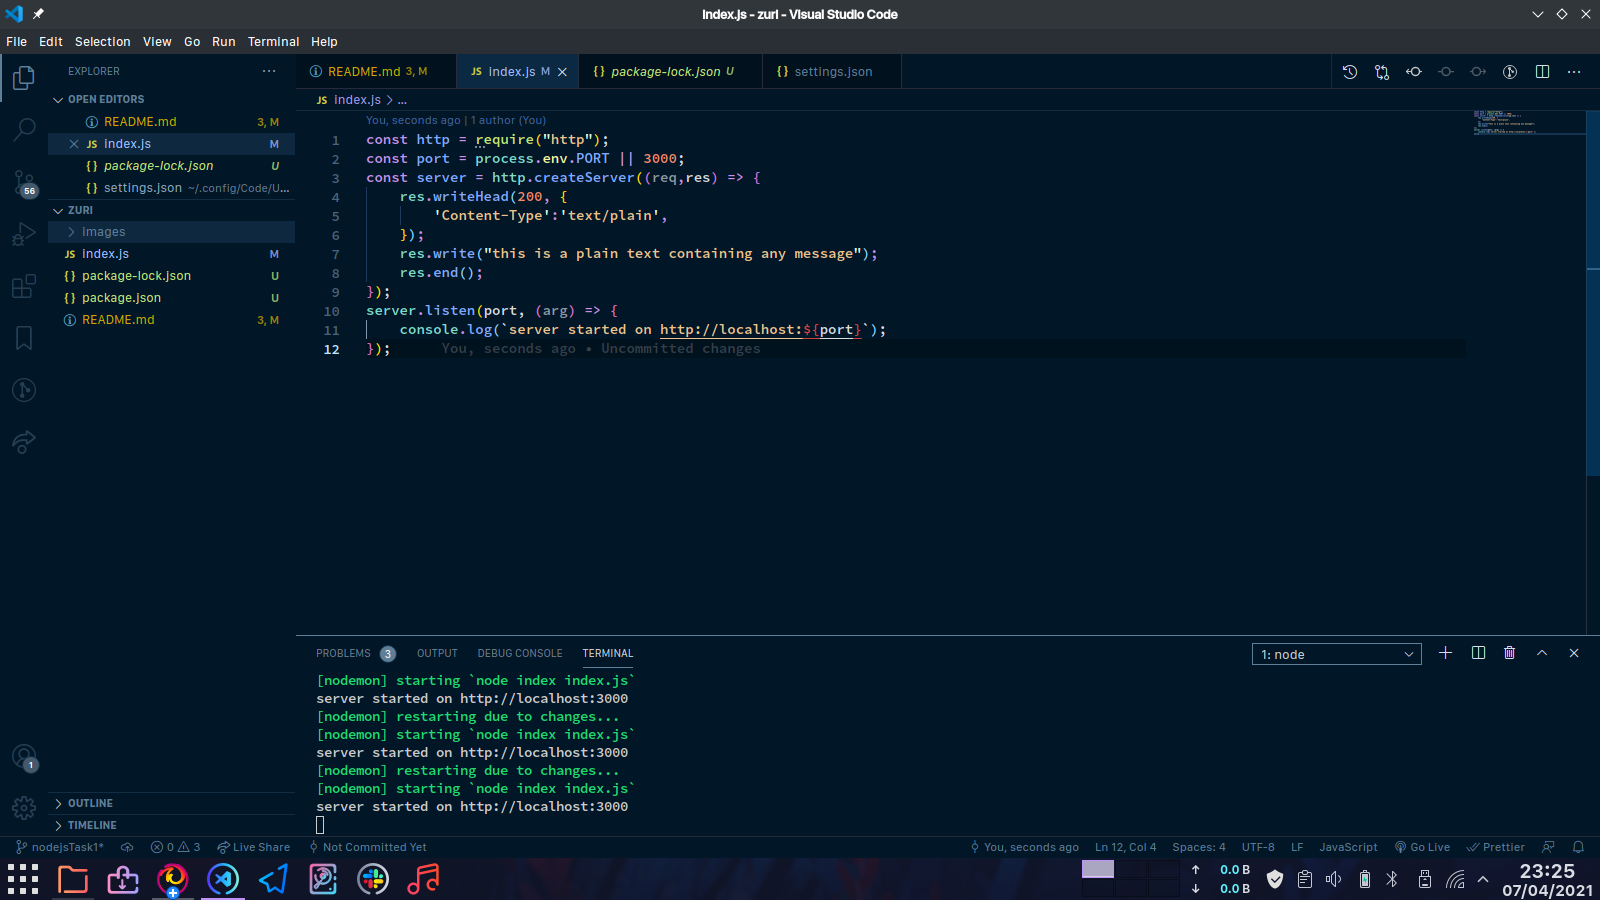 index.js - zuri - Visual Studio Code
File Edit Selection View Go Run Terminal Help
EXPLORER
README.md 3, M
JS index.js M
{} package-lock.json U
{} settings.json
OPEN EDITORS
JS index.js > ...
README.md 3, M
JS index.js M
{} package-lock.json U
{} settings.json ~/.config/Code/U...
56
ZURI
images
JS index.js M
{} package-lock.json U
{} package.json U
README.md 3, M
You, seconds ago | 1 author (You)
1 const http = require("http");
2 const port = process.env.PORT || 3000;
3 const server = http.createServer((req,res) => {
4 res.writeHead(200, {
5 'Content-Type':'text/plain',
6 });
7 res.write("this is a plain text containing any message");
8 res.end();
9 });
10 server.listen(port, (arg) => {
11 console.log(`server started on http://localhost:${port}`);
12 }); You, seconds ago • Uncommitted changes
PROBLEMS 3 OUTPUT DEBUG CONSOLE TERMINAL
1: node
[nodemon] starting `node index index.js`
server started on http://localhost:3000
[nodemon] restarting due to changes...
[nodemon] starting `node index index.js`
server started on http://localhost:3000
[nodemon] restarting due to changes...
[nodemon] starting `node index index.js`
server started on http://localhost:3000
1
OUTLINE
TIMELINE
nodejsTask1* 0 3 Live Share Not Committed Yet
You, seconds ago Ln 12, Col 4 Spaces: 4 UTF-8 LF JavaScript Go Live Prettier
0.0 B
0.0 B
23:25
07/04/2021